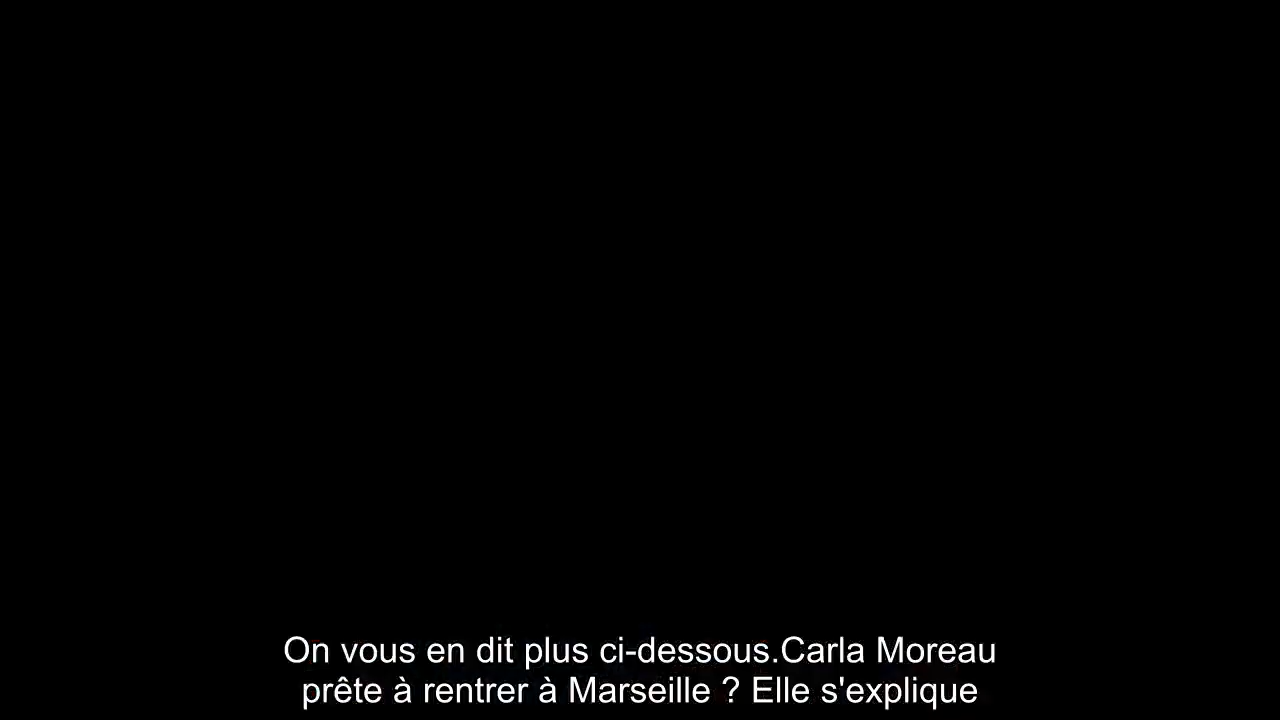 On vous en dit plus ci-dessous.Carla Moreau
prête à rentrer à Marseille ? Elle s'explique